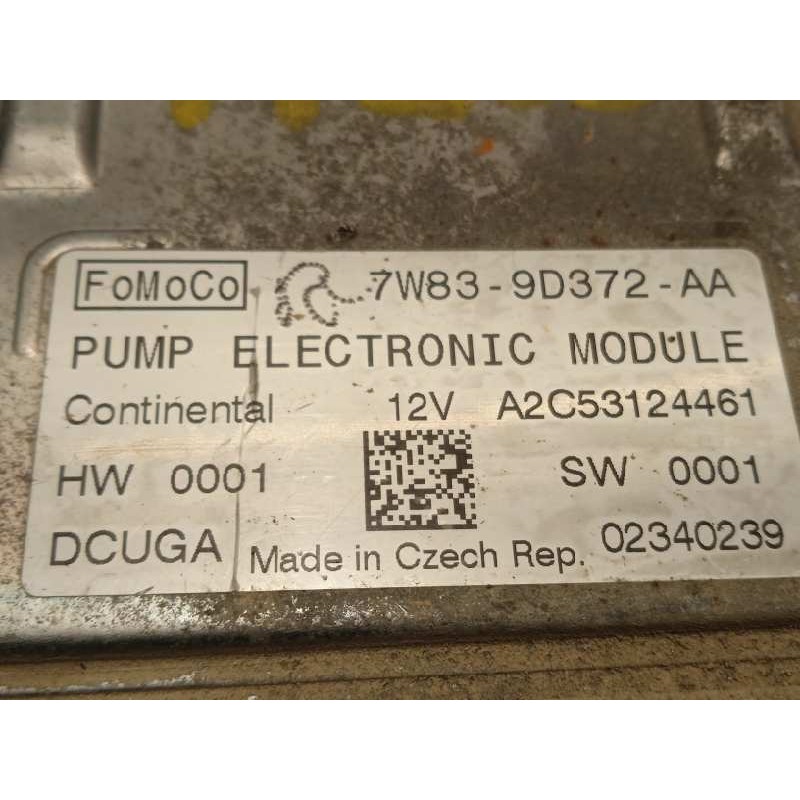 FoMoCo 7W83-9D372-AA
PUMP ELECTRONIC MODULE
Continental 12V A2C53124461
HW 0001 SW 0001
DCUGA Made in Czech Rep. 02340239